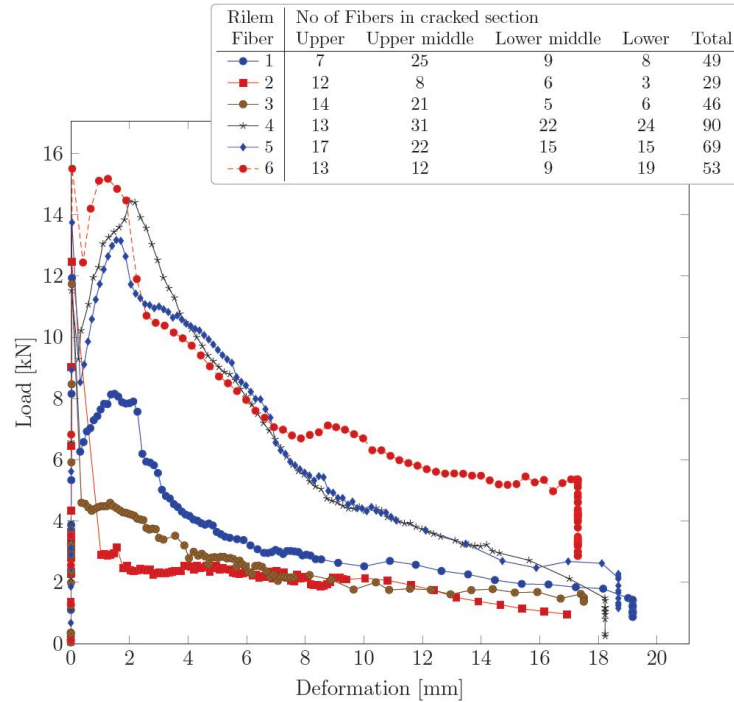 Rilem No of Fibers in cracked section
Fiber Upper Upper middle Lower middle Lower Total
1 7 25 9 8 49
2 12 8 6 3 29
3 14 21 5 6 46
4 13 31 22 24 90
5 17 22 15 15 69
6 13 12 9 19 53
16
14
12
10
8
6
4
2
0
Load [kN]
0 2 4 6 8 10 12 14 16 18 20
Deformation [mm]